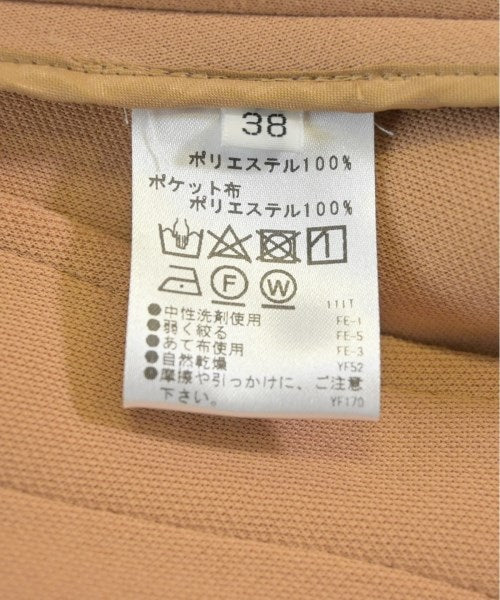 38
ポリエステル100%
ポケット布
ポリエステル100%
F W
111T
●中性洗剤使用 FE-1
●弱く絞る FE-5
●あて布使用 FE-3
●自然乾燥 YF52
●摩擦や引っかけに、ご注意
下さい。 YF170